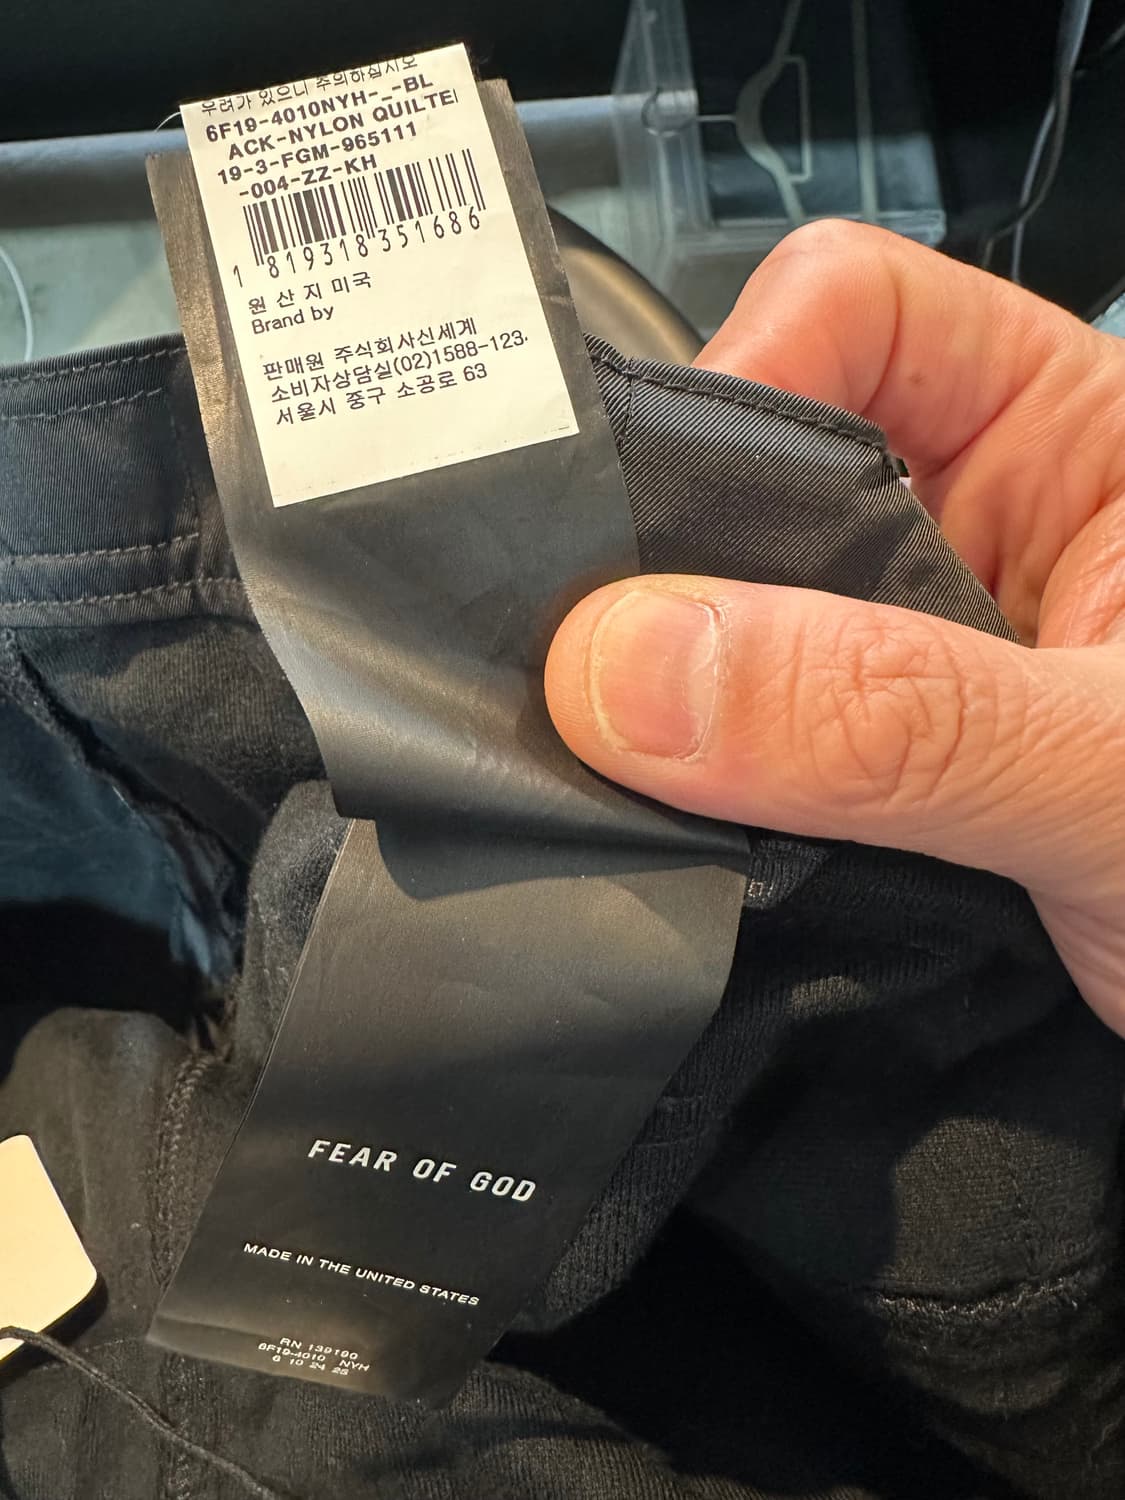 우려가 있으니 주의하십시오
6F19-4010NYH-_-BL
ACK-NYLON QUILTE
19-3-FGM-965111
-004-ZZ-KH
1 819318 351686
원 산 지 미국
Brand by
판매원 주식회사신세계
소비자상담실(02)1588-123
서울시 중구 소공로 63
FEAR OF GOD
MADE IN THE UNITED STATES
RN 139190
6F19-4010 NYH
6 10 24 25